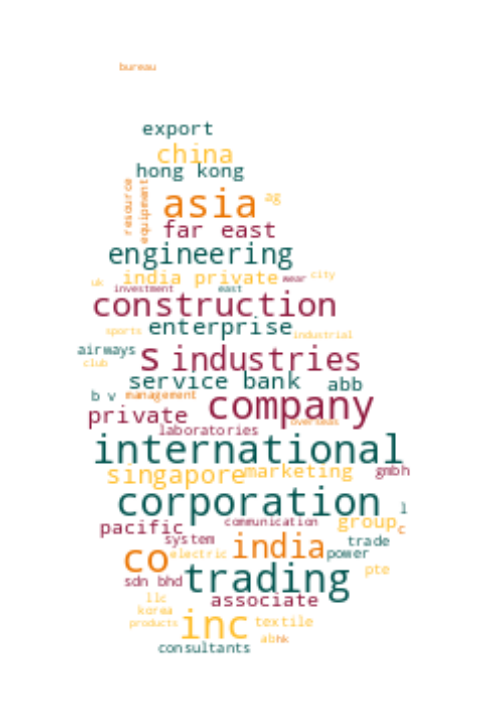 bureau
export
china
hong kong
resource
equipment
asia ag
far east
engineering
uk india private wear city
investment east
construction
sports enterprise industrial
airways s industries
club
service bank abb
b v management
private company
laboratories overseas
international
singapore marketing gmbh
corporation l
pacific communication group c
system trade
co electric india power
sdn bhd trading pte
llc associate
korea
products inc textile
ab hk
consultants